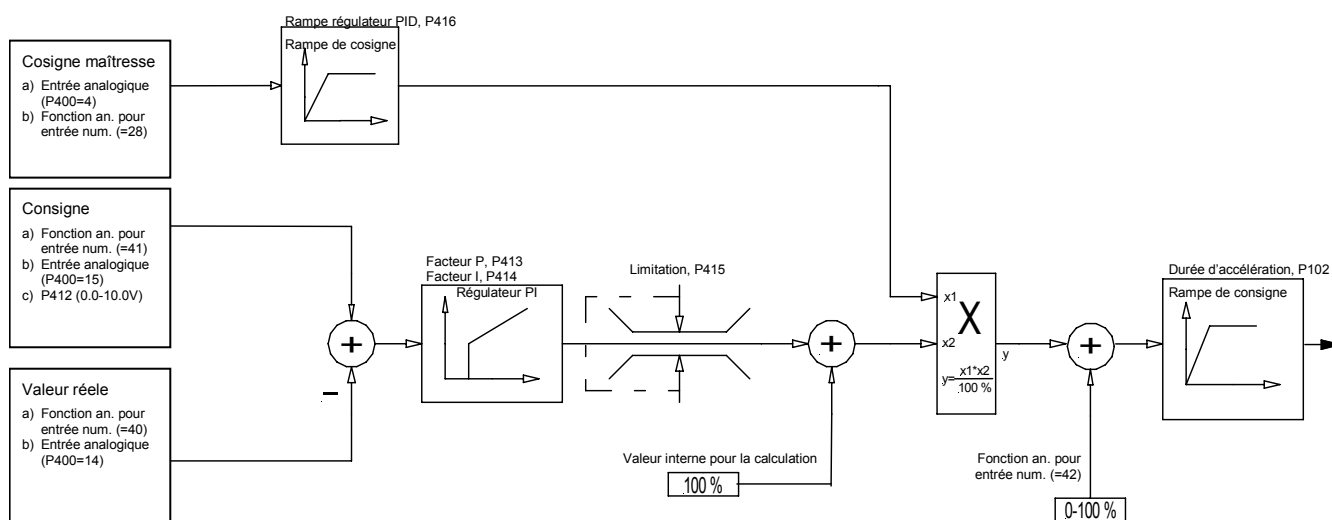 Rampe régulateur PID, P416
Rampe de cosigne
Cosigne maîtresse
a) Entrée analogique
(P400=4)
b) Fonction an. pour
entrée num. (=28)
Consigne
a) Fonction an. pour
entrée num. (=41)
b) Entrée analogique
(P400=15)
c) P412 (0.0-10.0V)
Valeur réele
a) Fonction an. pour
entrée num. (=40)
b) Entrée analogique
(P400=14)
+
–
Facteur P, P413
Facteur I, P414
Régulateur PI
Limitation, P415
+
Valeur interne pour la calculation
100 %
x1
X
x2
y=x1*x2
100 %
y
+
Fonction an. pour
entrée num. (=42)
0-100 %
Durée d'accélération, P102
Rampe de consigne